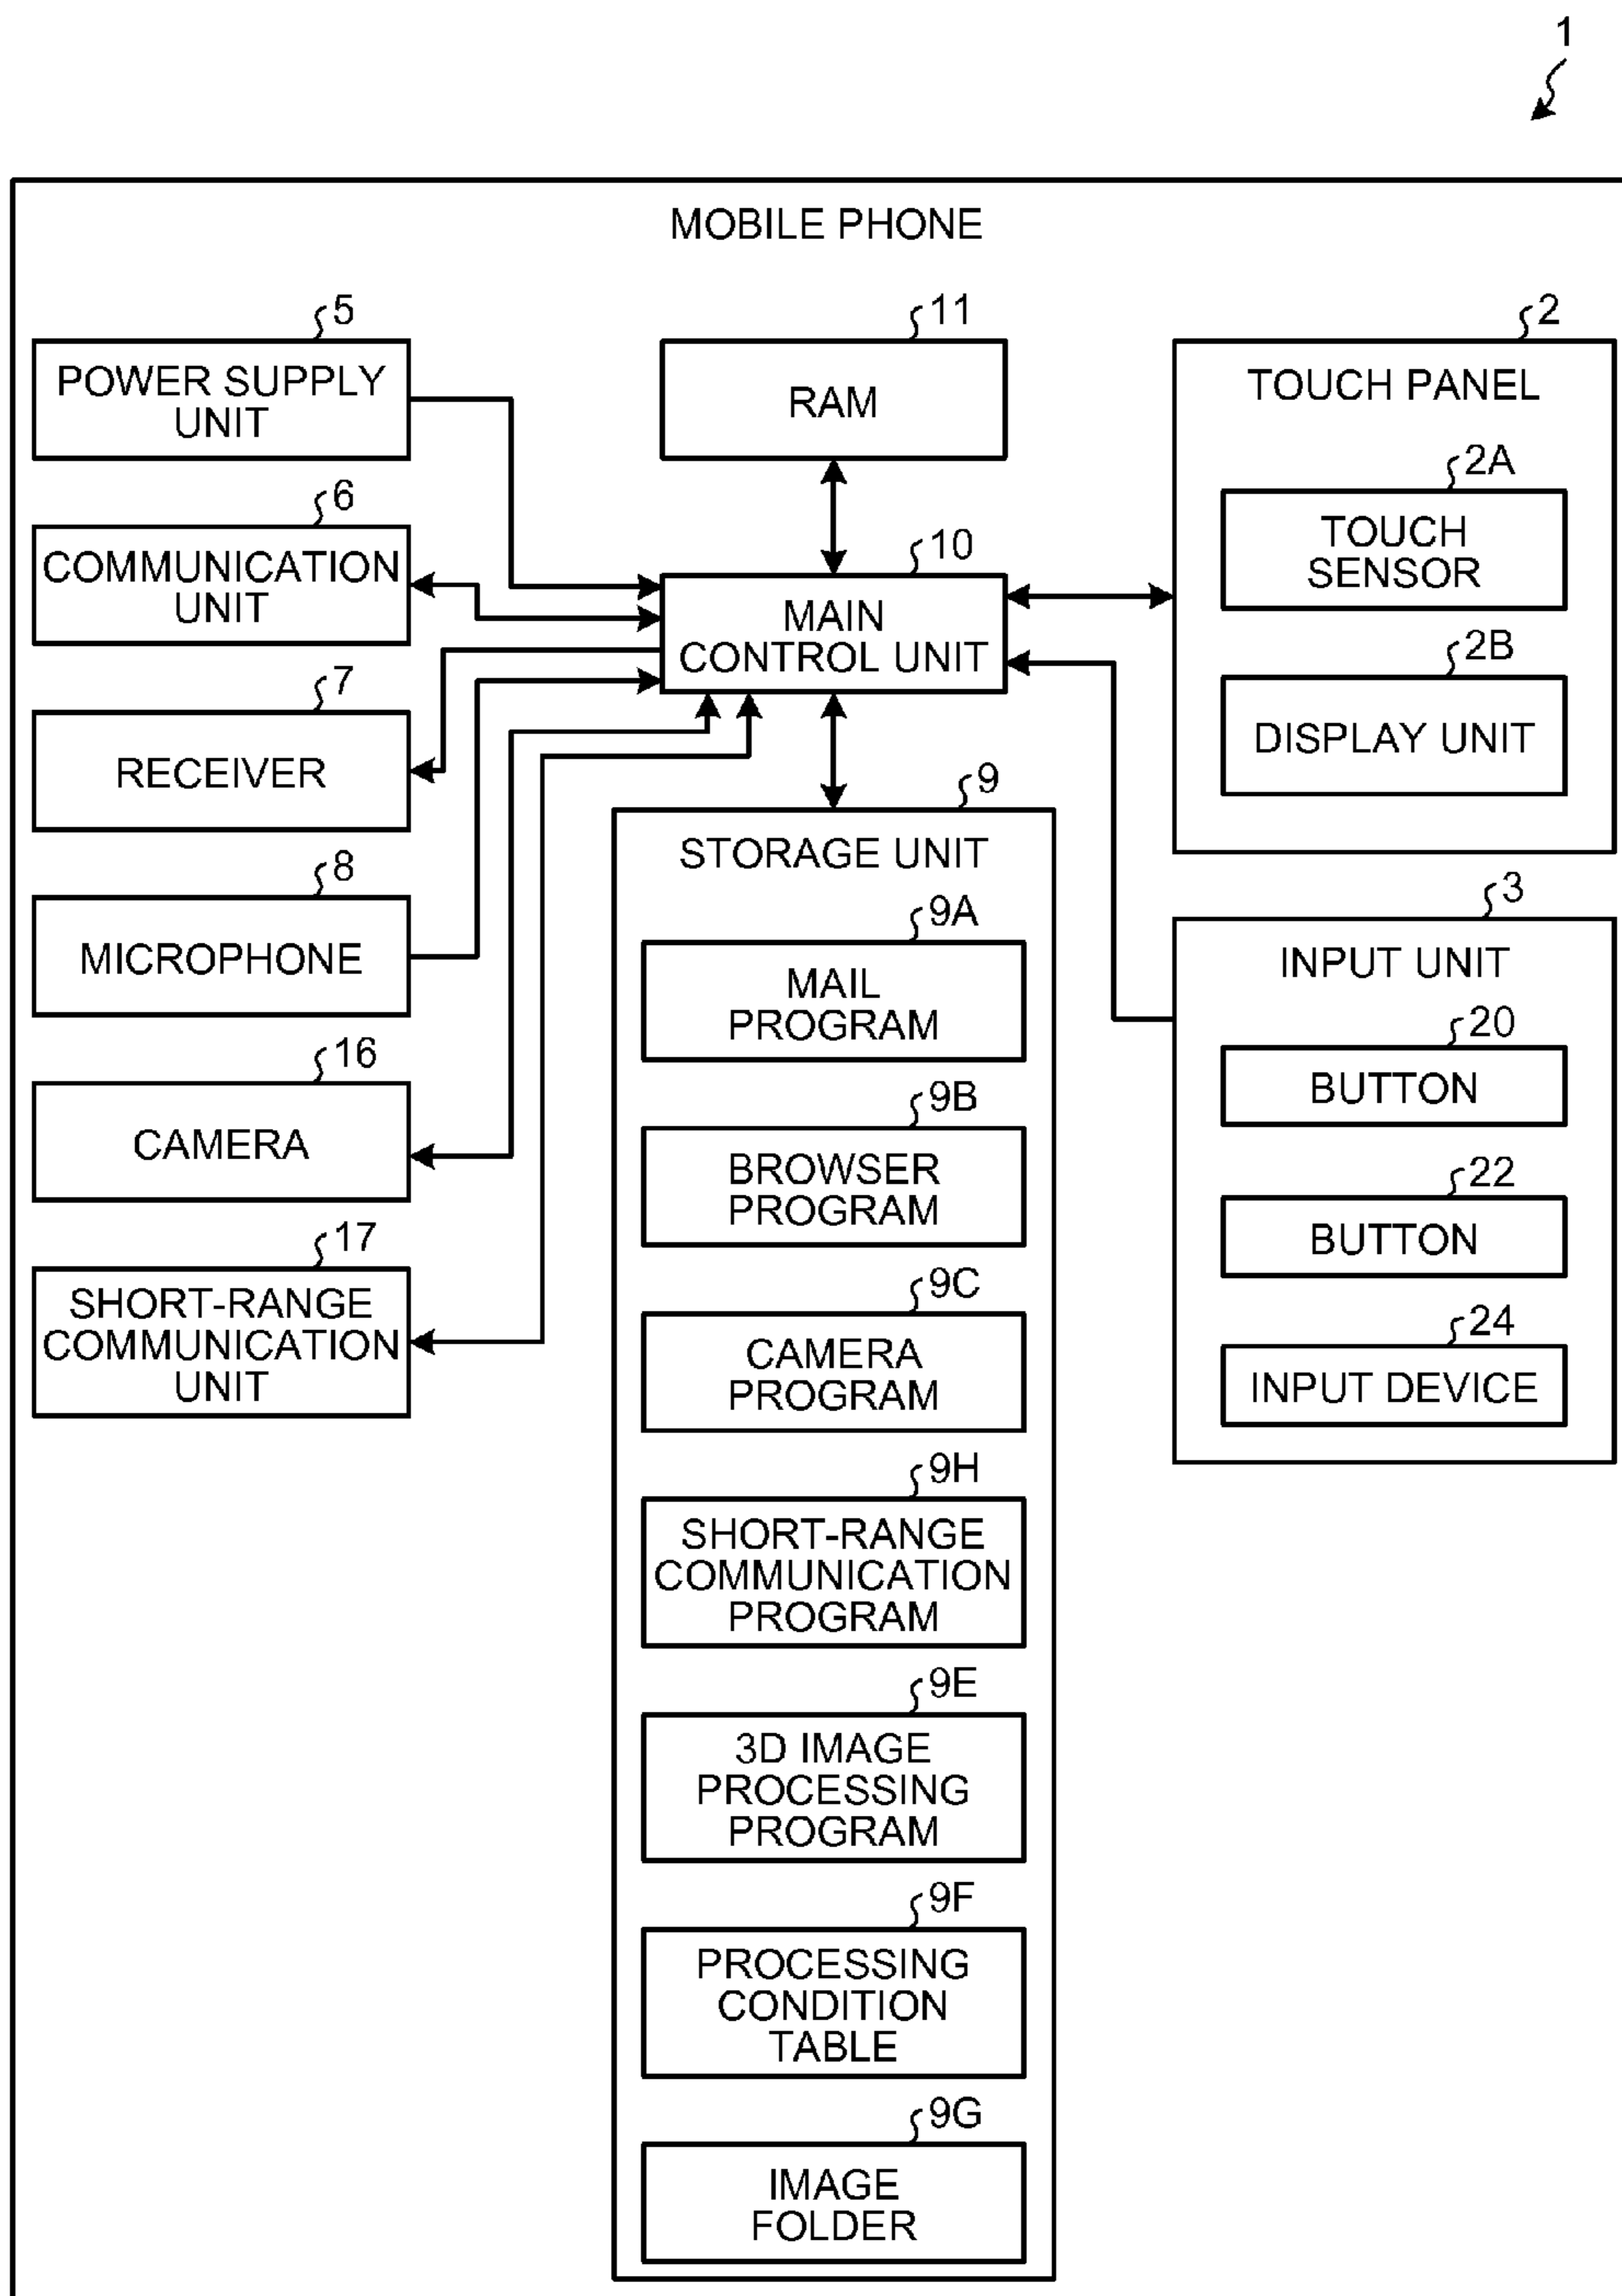 1
MOBILE PHONE
5
POWER SUPPLY
UNIT
6
COMMUNICATION
UNIT
7
RECEIVER
8
MICROPHONE
16
CAMERA
17
SHORT-RANGE
COMMUNICATION
UNIT
11
RAM
10
MAIN
CONTROL UNIT
9
STORAGE UNIT
9A
MAIL
PROGRAM
9B
BROWSER
PROGRAM
9C
CAMERA
PROGRAM
9H
SHORT-RANGE
COMMUNICATION
PROGRAM
9E
3D IMAGE
PROCESSING
PROGRAM
9F
PROCESSING
CONDITION
TABLE
9G
IMAGE
FOLDER
2
TOUCH PANEL
2A
TOUCH
SENSOR
2B
DISPLAY UNIT
3
INPUT UNIT
20
BUTTON
22
BUTTON
24
INPUT DEVICE